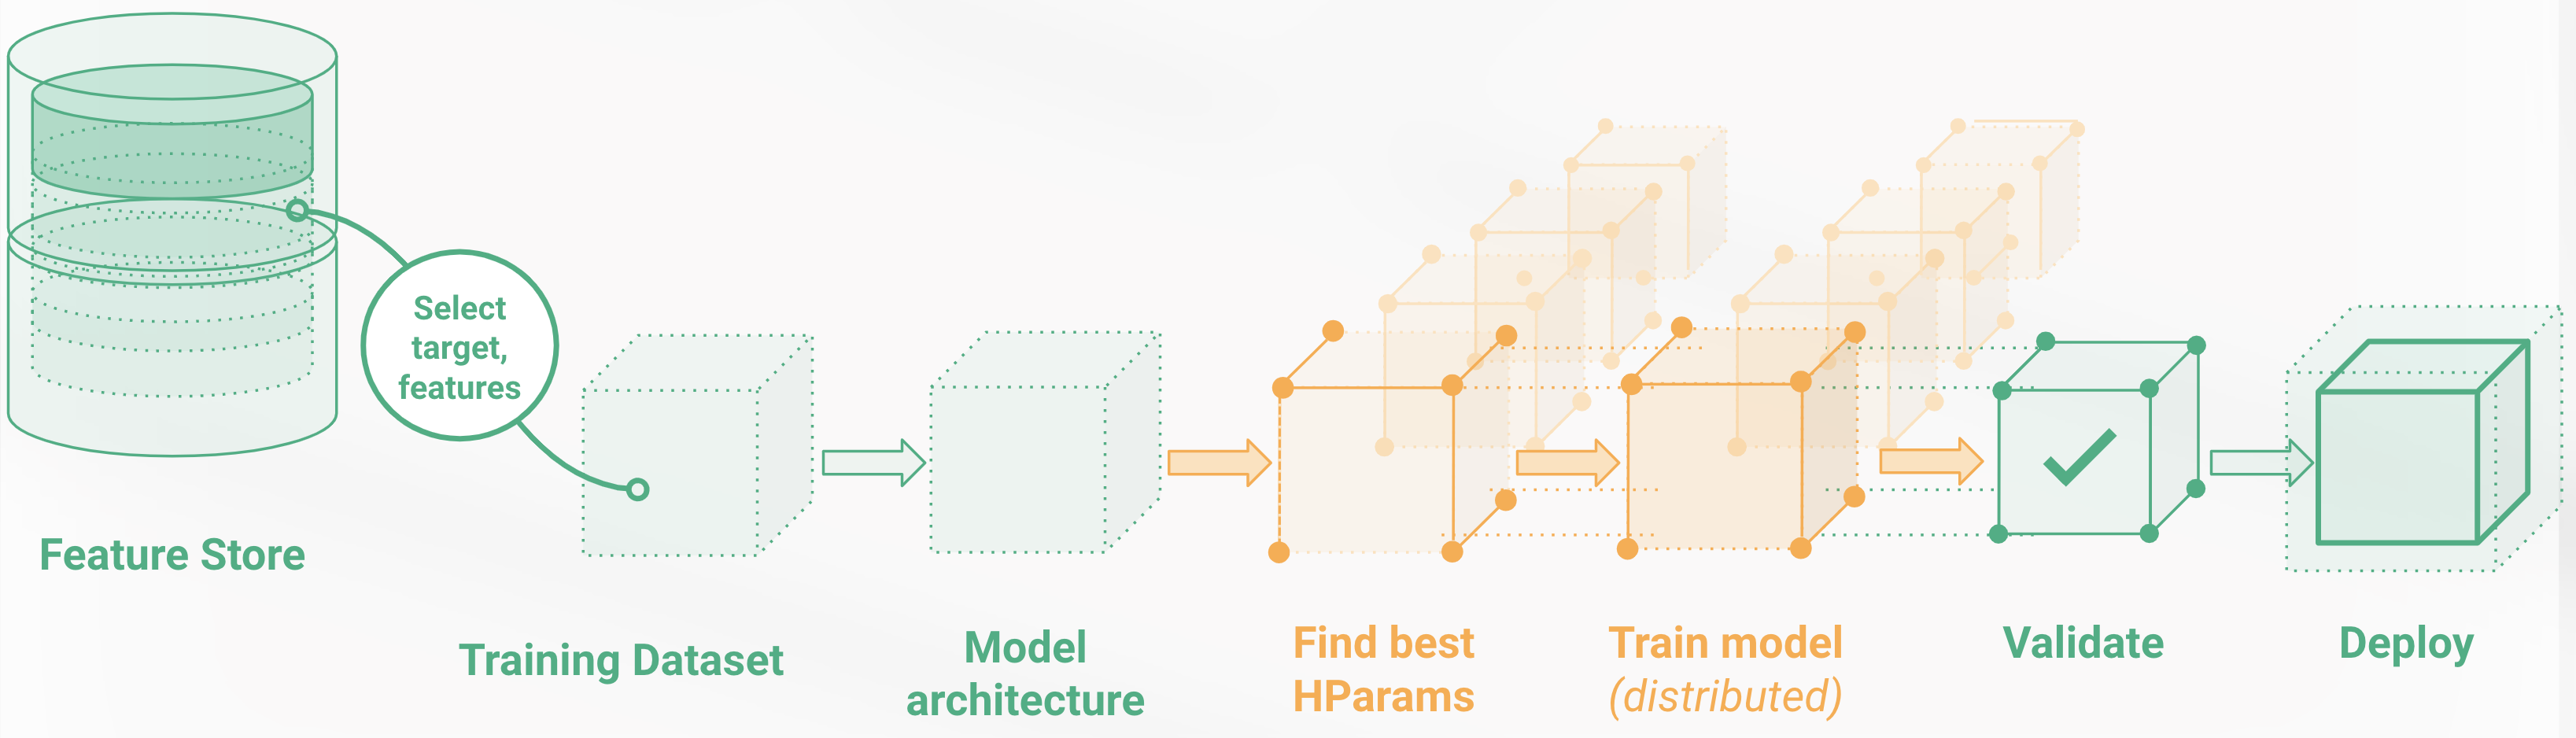 Select
target,
features
Feature Store
Training Dataset
Model
architecture
Find best
HParams
Train model
(distributed)
Validate
Deploy